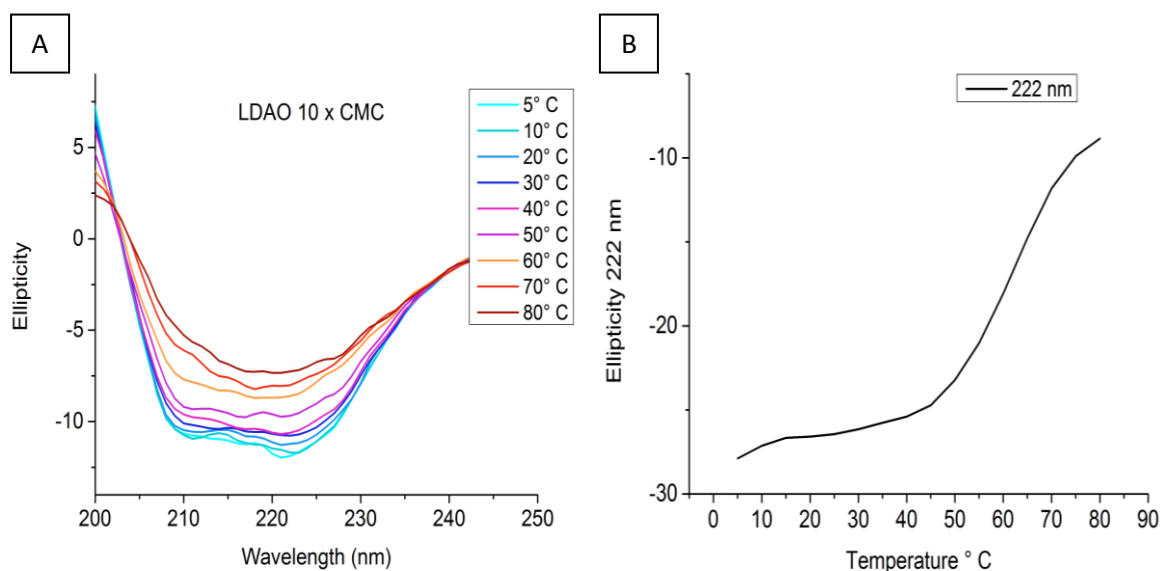 A
LDAO 10 x CMC
5° C
10° C
20° C
30° C
40° C
50° C
60° C
70° C
80° C
Ellipticity
5
0
-5
-10
200
210
220
230
240
250
Wavelength (nm)
B
222 nm
Ellipticity 222 nm
-10
-20
-30
0
10
20
30
40
50
60
70
80
90
Temperature ° C